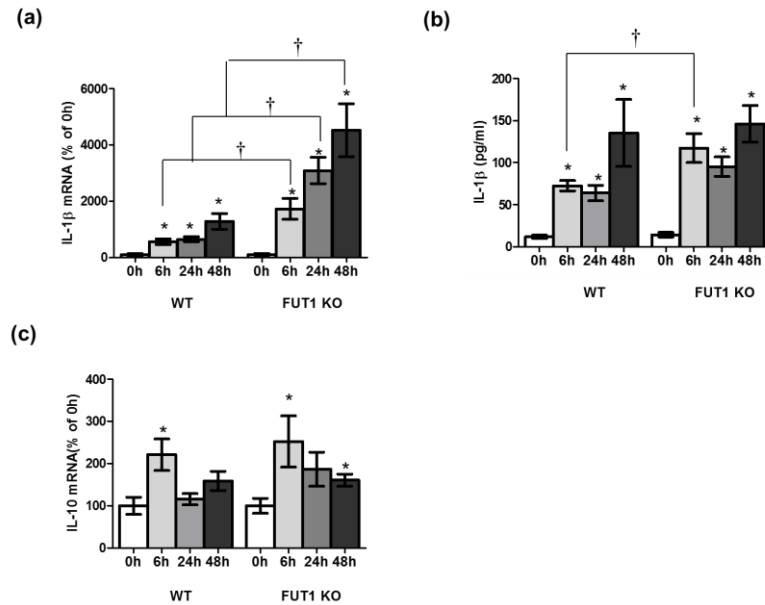 (a)
†
†
†
IL-1β mRNA (% of 0h)
6000
4000
2000
0
* * * * * *
0h 6h 24h 48h 0h 6h 24h 48h
WT FUT1 KO
(b)
†
IL-1β (pg/ml)
200
150
100
50
0
* * * * * *
0h 6h 24h 48h 0h 6h 24h 48h
WT FUT1 KO
(c)
IL-10 mRNA(% of 0h)
400
300
200
100
0
* * *
0h 6h 24h 48h 0h 6h 24h 48h
WT FUT1 KO